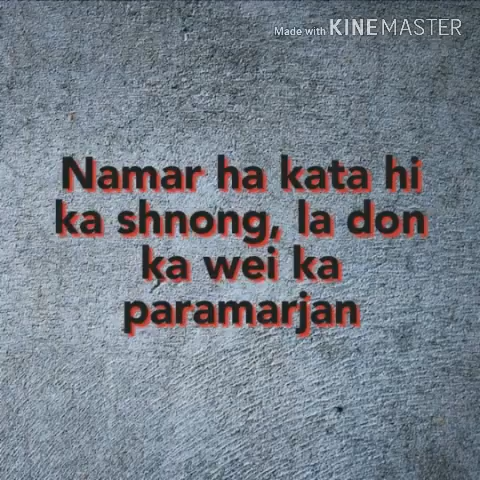 Made with KINEMASTER
Namar ha kata hi
ka shnong, la don
ka wei ka
paramarjan